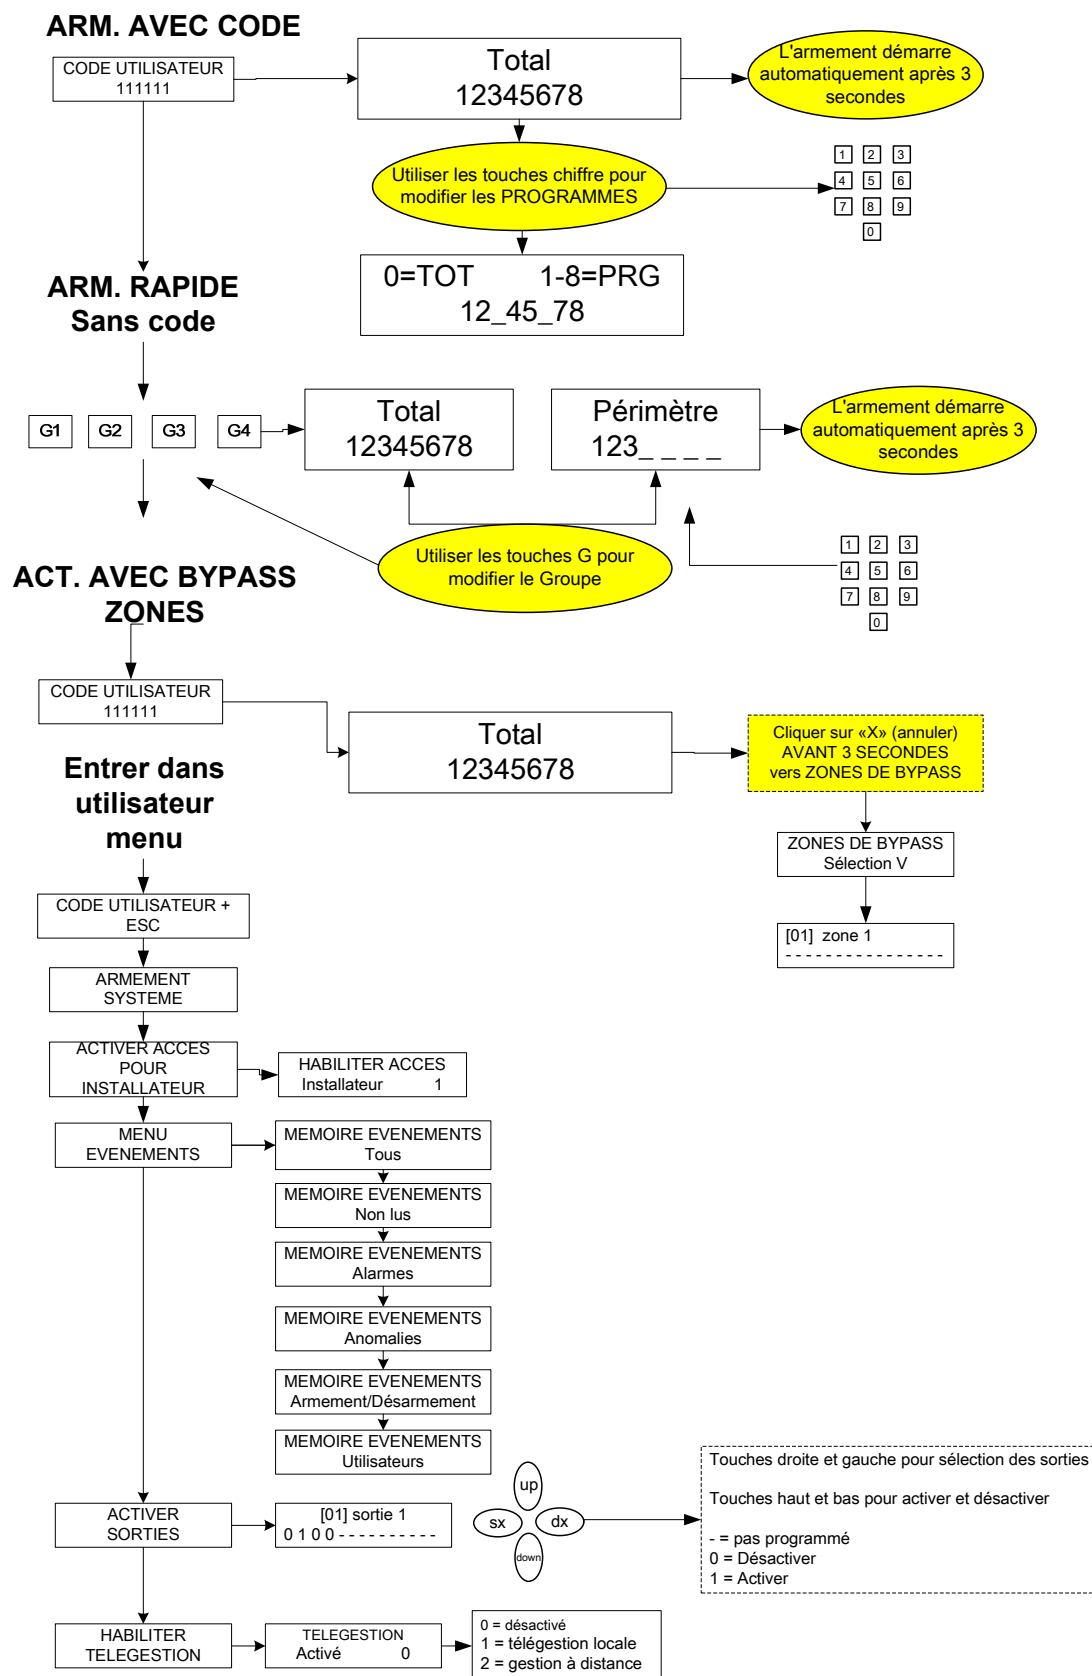 ARM. AVEC CODE
CODE UTILISATEUR
111111
Total
12345678
L'armement démarre
automatiquement après 3
secondes
Utiliser les touches chiffre pour
modifier les PROGRAMMES
1 2 3
4 5 6
7 8 9
0
0=TOT 1-8=PRG
12_45_78
ARM. RAPIDE
Sans code
G1 G2 G3 G4
Total
12345678
Périmètre
123_ _ _ _
L'armement démarre
automatiquement après 3
secondes
Utiliser les touches G pour
modifier le Groupe
1 2 3
4 5 6
7 8 9
0
ACT. AVEC BYPASS
ZONES
CODE UTILISATEUR
111111
Total
12345678
Cliquer sur «X» (annuler)
AVANT 3 SECONDES
vers ZONES DE BYPASS
ZONES DE BYPASS
Sélection V
[01] zone 1
- - - - - - - - - - - - - - - -
Entrer dans
utilisateur
menu
CODE UTILISATEUR +
ESC
ARMEMENT
SYSTEME
ACTIVER ACCES
POUR
INSTALLATEUR
HABILITER ACCES
Installateur 1
MENU
EVENEMENTS
MEMOIRE EVENEMENTS
Tous
MEMOIRE EVENEMENTS
Non lus
MEMOIRE EVENEMENTS
Alarmes
MEMOIRE EVENEMENTS
Anomalies
MEMOIRE EVENEMENTS
Armement/Désarmement
MEMOIRE EVENEMENTS
Utilisateurs
ACTIVER
SORTIES
[01] sortie 1
0 1 0 0 - - - - - - - - - -
up
sx dx
down
Touches droite et gauche pour sélection des sorties
Touches haut et bas pour activer et désactiver
- = pas programmé
0 = Désactiver
1 = Activer
HABILITER
TELEGESTION
TELEGESTION
Activé 0
0 = désactivé
1 = télégestion locale
2 = gestion à distance